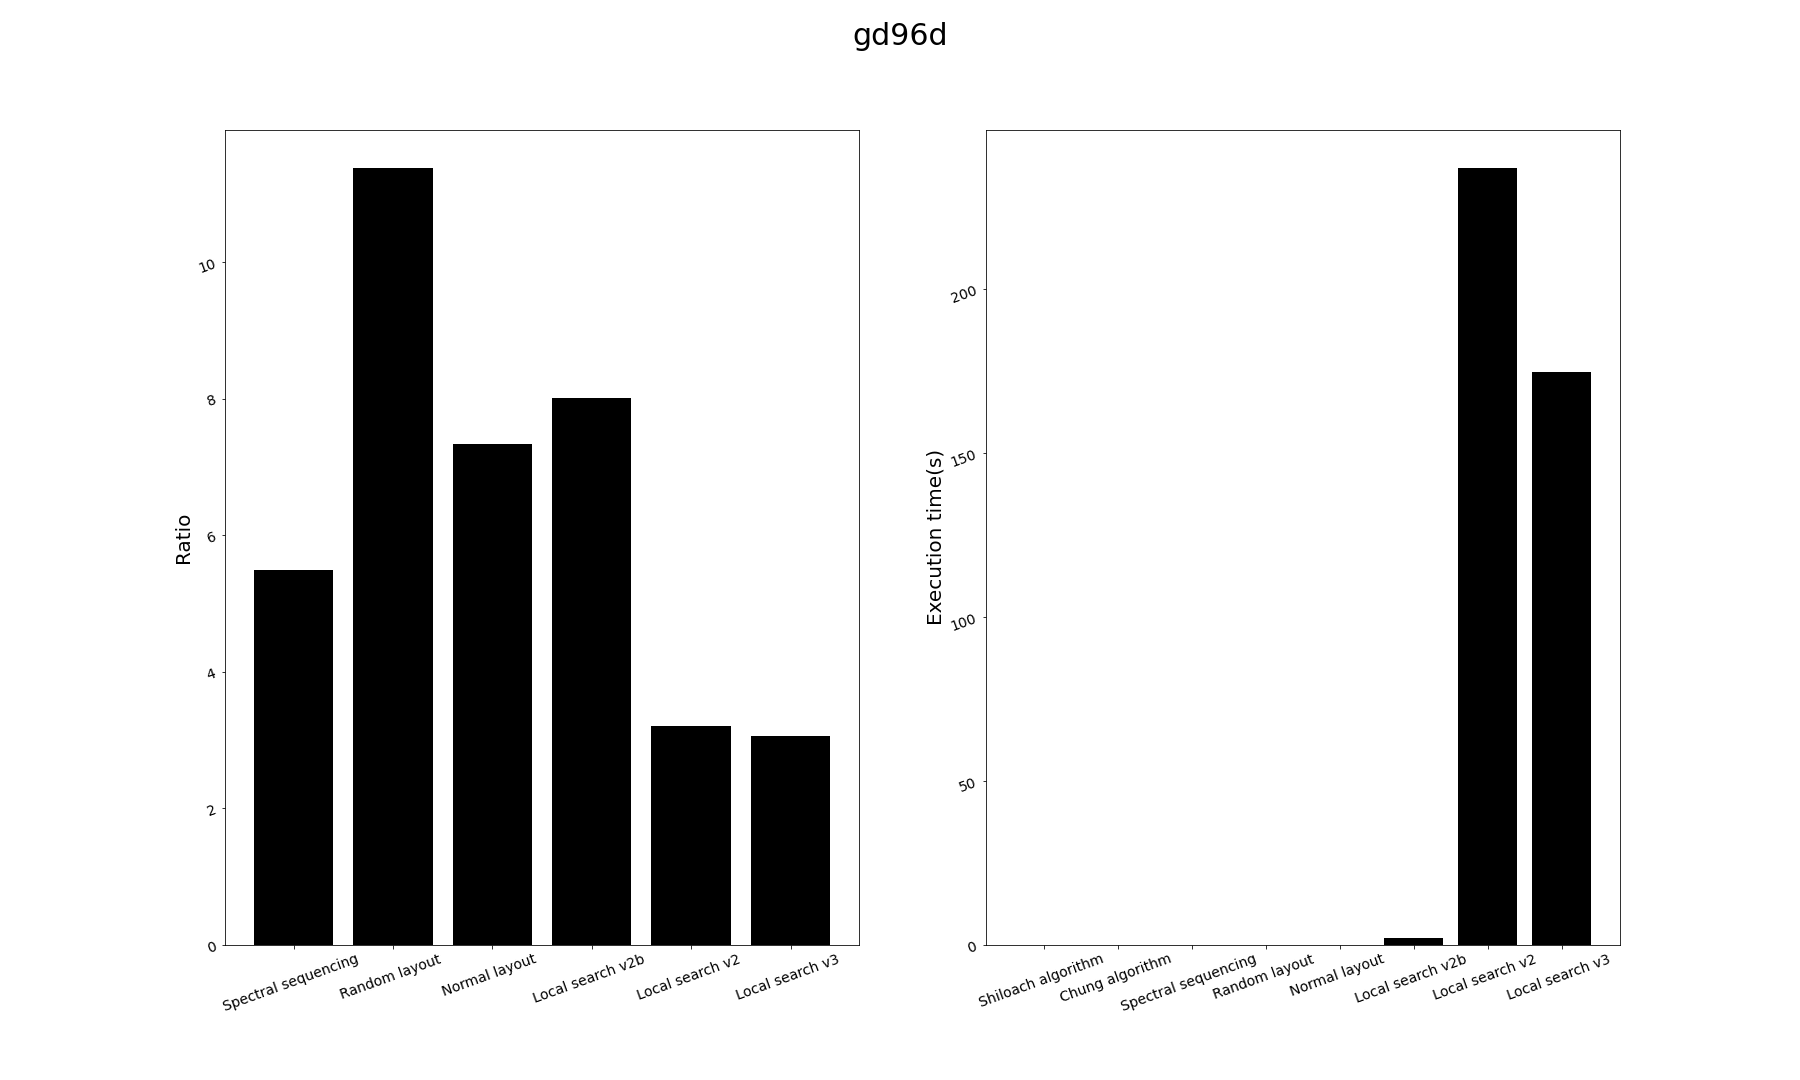 gd96d
Ratio
10
8
6
4
2
0
Spectral sequencing
Random layout
Normal layout
Local search v2b
Local search v2
Local search v3
Execution time(s)
200
150
100
50
0
Shiloach algorithm
Chung algorithm
Spectral sequencing
Random layout
Normal layout
Local search v2b
Local search v2
Local search v3